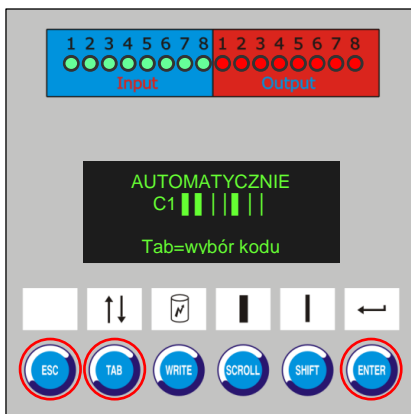 1 2 3 4 5 6 7 8 1 2 3 4 5 6 7 8
Input Output
AUTOMATYCZNIE
C1
Tab=wybór kodu
ESC TAB WRITE SCROLL SHIFT ENTER